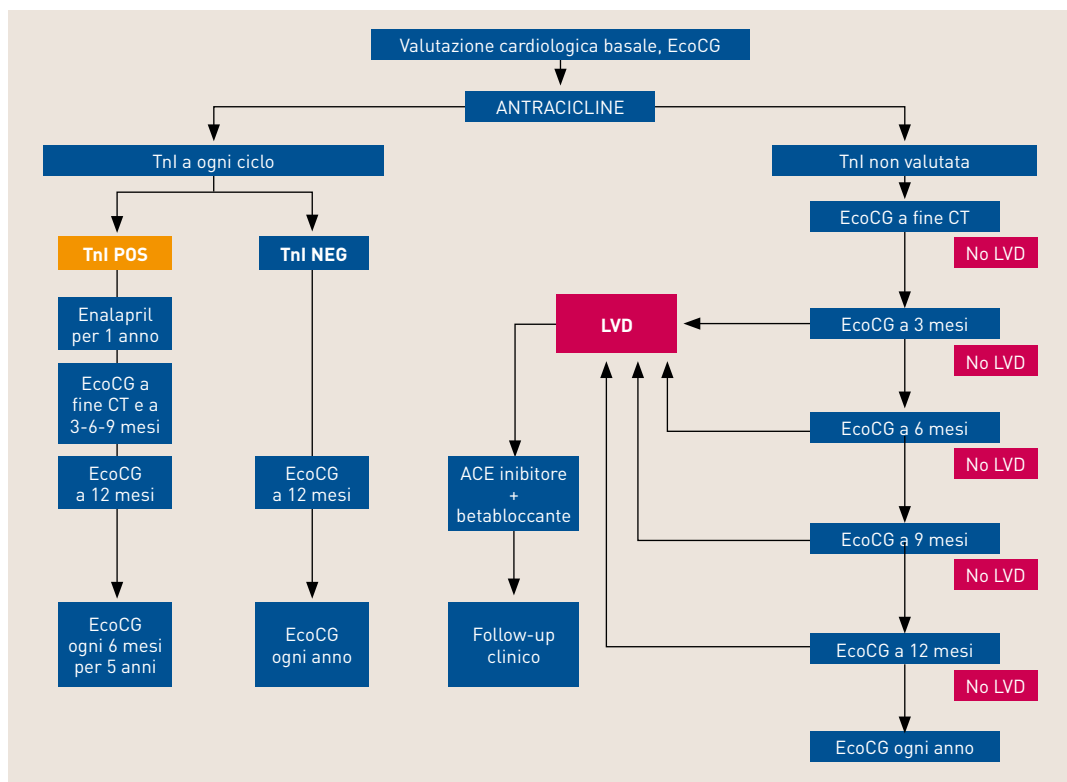 Valutazione cardiologica basale, EcoCG
ANTRACICLINE
TnI a ogni ciclo
TnI non valutata
EcoCG a fine CT
TnI POS
TnI NEG
No LVD
Enalapril
per 1 anno
LVD
EcoCG a 3 mesi
No LVD
EcoCG a
fine CT e a
3-6-9 mesi
EcoCG a 6 mesi
No LVD
EcoCG
a 12 mesi
EcoCG
a 12 mesi
ACE inibitore
+
betabloccante
EcoCG a 9 mesi
No LVD
EcoCG
ogni 6 mesi
per 5 anni
EcoCG
ogni anno
Follow-up
clinico
EcoCG a 12 mesi
No LVD
EcoCG ogni anno